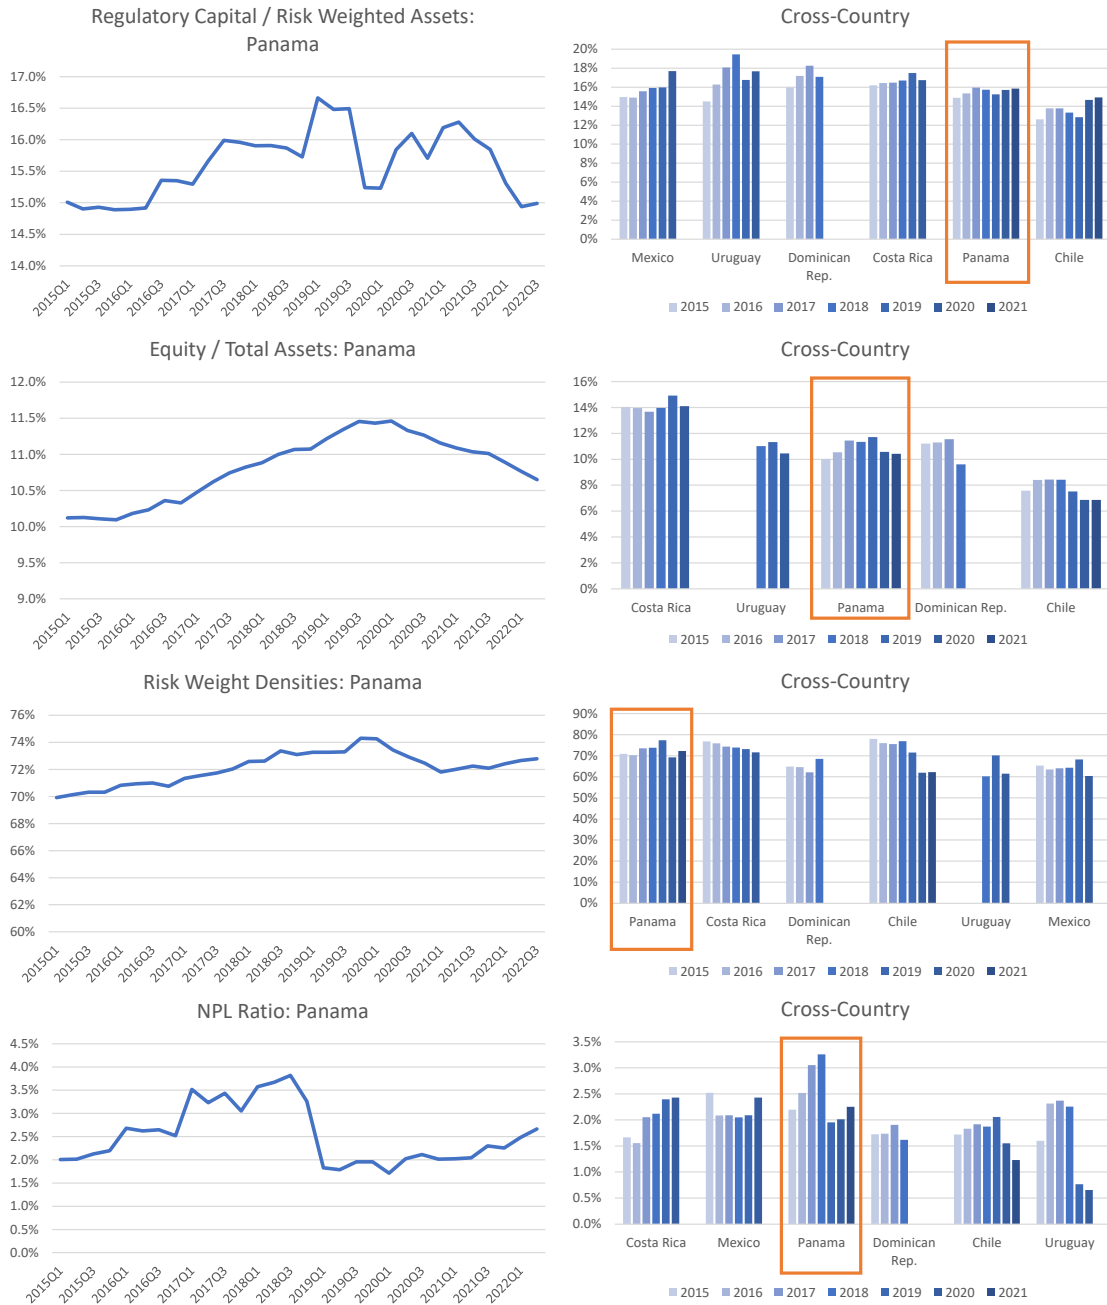 Regulatory Capital / Risk Weighted Assets:
Panama
17.0%
16.5%
16.0%
15.5%
15.0%
14.5%
14.0%
2015Q1 2015Q3 2016Q1 2016Q3 2017Q1 2017Q3 2018Q1 2018Q3 2019Q1 2019Q3 2020Q1 2020Q3 2021Q1 2021Q3 2022Q1 2022Q3
Cross-Country
20%
18%
16%
14%
12%
10%
8%
6%
4%
2%
0%
Mexico Uruguay Dominican Costa Rica Panama Chile
Rep.
2015 2016 2017 2018 2019 2020 2021
Equity / Total Assets: Panama
12.0%
11.5%
11.0%
10.5%
10.0%
9.5%
9.0%
2015Q1 2015Q3 2016Q1 2016Q3 2017Q1 2017Q3 2018Q1 2018Q3 2019Q1 2019Q3 2020Q1 2020Q3 2021Q1 2021Q3 2022Q1
Cross-Country
16%
14%
12%
10%
8%
6%
4%
2%
0%
Costa Rica Uruguay Panama Dominican Rep. Chile
2015 2016 2017 2018 2019 2020 2021
Risk Weight Densities: Panama
76%
74%
72%
70%
68%
66%
64%
62%
60%
2015Q1 2015Q3 2016Q1 2016Q3 2017Q1 2017Q3 2018Q1 2018Q3 2019Q1 2019Q3 2020Q1 2020Q3 2021Q1 2021Q3 2022Q1 2022Q3
Cross-Country
90%
80%
70%
60%
50%
40%
30%
20%
10%
0%
Panama Costa Rica Dominican Chile Uruguay Mexico
Rep.
2015 2016 2017 2018 2019 2020 2021
NPL Ratio: Panama
4.5%
4.0%
3.5%
3.0%
2.5%
2.0%
1.5%
1.0%
0.5%
0.0%
2015Q1 2015Q3 2016Q1 2016Q3 2017Q1 2017Q3 2018Q1 2018Q3 2019Q1 2019Q3 2020Q1 2020Q3 2021Q1 2021Q3 2022Q1
Cross-Country
3.5%
3.0%
2.5%
2.0%
1.5%
1.0%
0.5%
0.0%
Costa Rica Mexico Panama Dominican Chile Uruguay
Rep.
2015 2016 2017 2018 2019 2020 2021